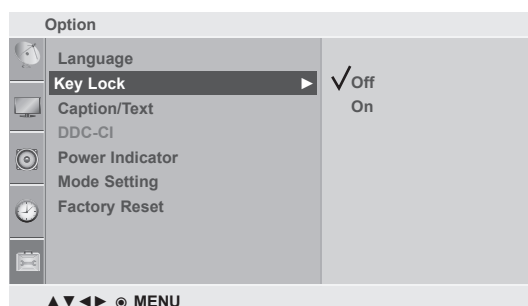 Option
Language
Key Lock ►
Caption/Text
DDC-CI
Power Indicator
Mode Setting
Factory Reset
✓Off
On
▲▼◄► ◉ MENU